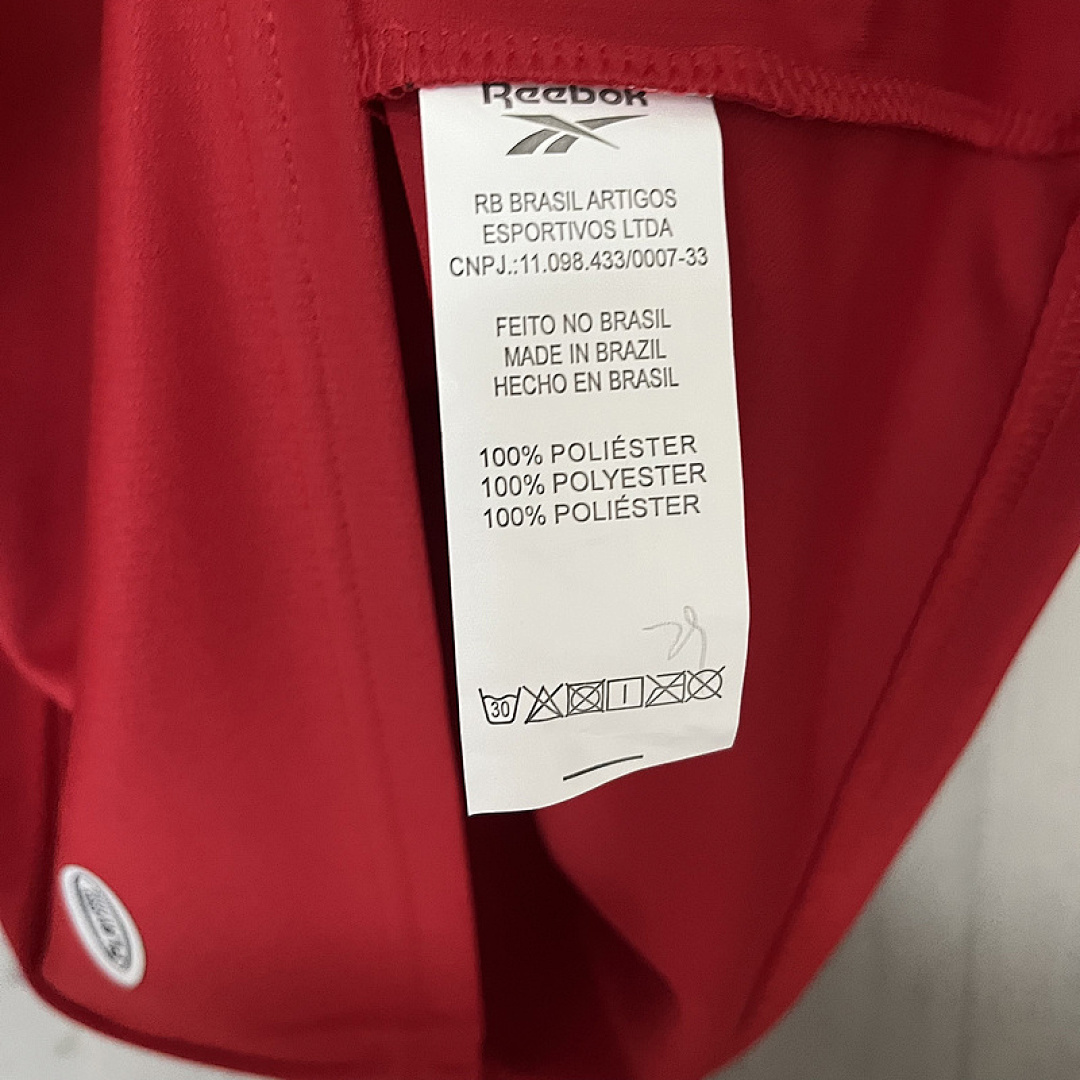 Reebok
RB BRASIL ARTIGOS
ESPORTIVOS LTDA
CNPJ.:11.098.433/0007-33
FEITO NO BRASIL
MADE IN BRAZIL
HECHO EN BRASIL
100% POLIÉSTER
100% POLYESTER
100% POLIÉSTER
30